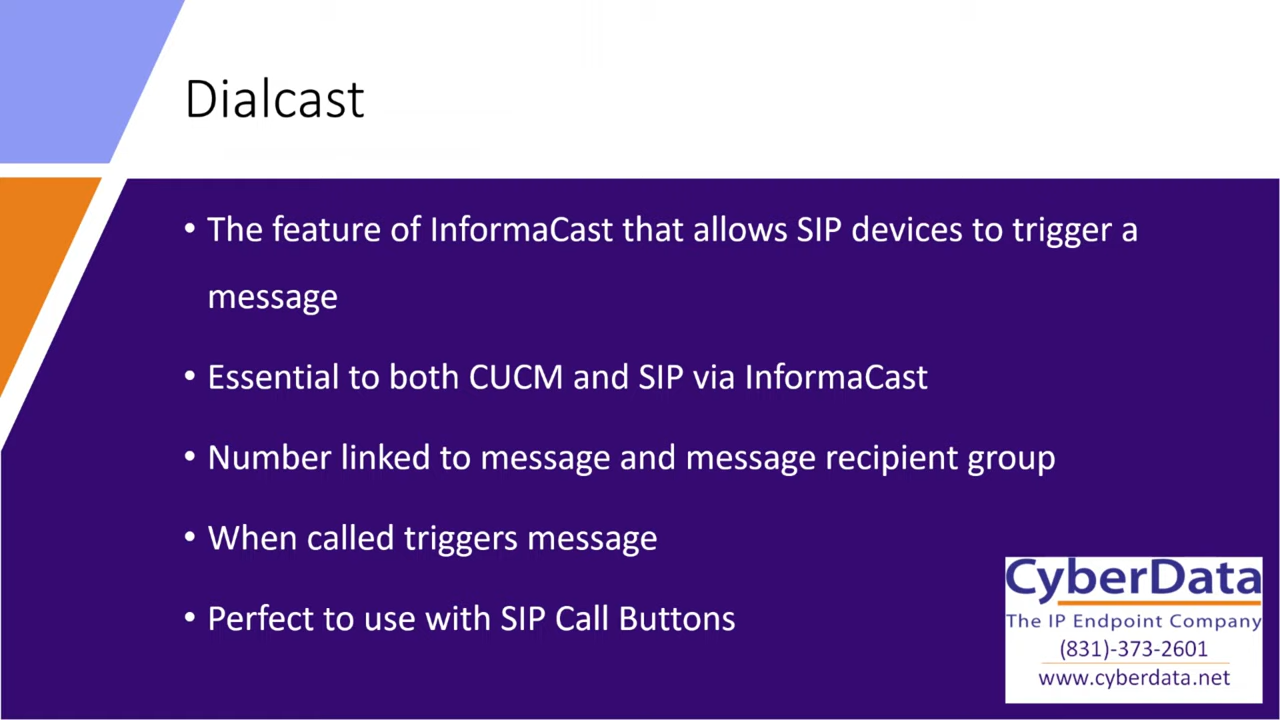 Dialcast
• The feature of InformaCast that allows SIP devices to trigger a
message
• Essential to both CUCM and SIP via InformaCast
• Number linked to message and message recipient group
• When called triggers message
• Perfect to use with SIP Call Buttons
CyberData
The IP Endpoint Company
(831)-373-2601
www.cyberdata.net